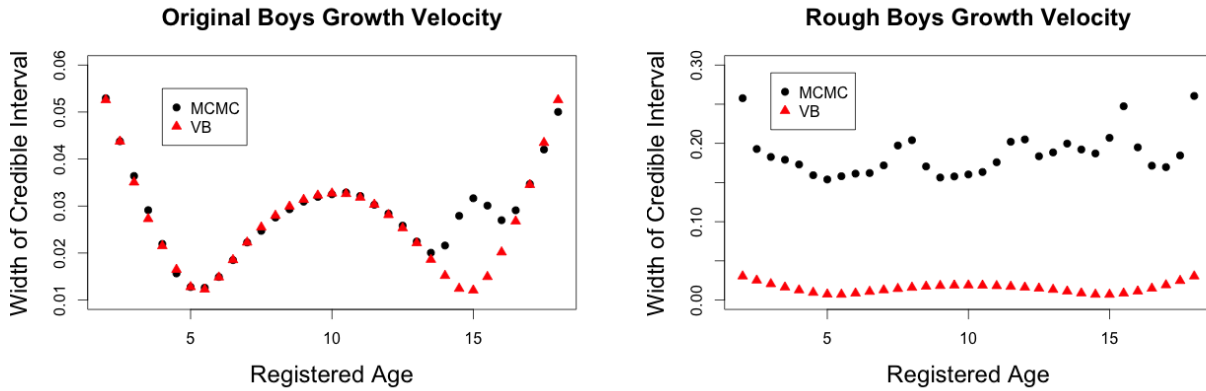 Original Boys Growth Velocity
Width of Credible Interval
0.06
0.05
0.04
0.03
0.02
0.01
MCMC
VB
5
10
15
Registered Age
Rough Boys Growth Velocity
Width of Credible Interval
0.30
0.20
0.10
0.00
MCMC
VB
5
10
15
Registered Age